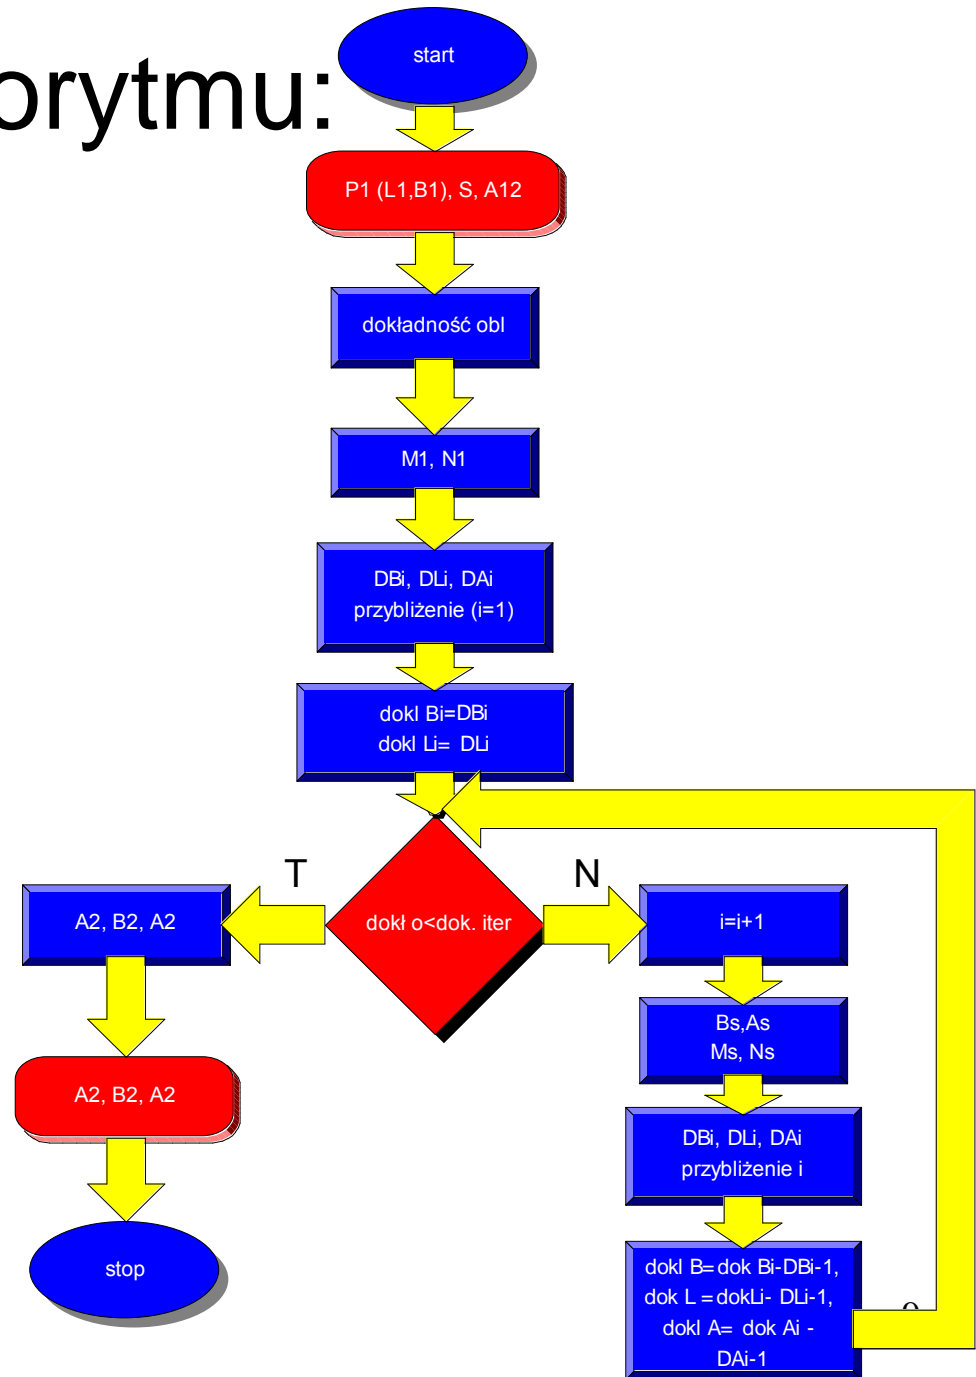 orytmu:
start
P1 (L1,B1), S, A12
dokładność obl
M1, N1
DBi, DLi, DAi
przybliżenie (i=1)
dokl Bi=DBi
dokl Li= DLi
T
N
A2, B2, A2
dokł o<dok. iter
i=i+1
Bs,As
Ms, Ns
A2, B2, A2
DBi, DLi, DAi
przybliżenie i
stop
dokl B= dok Bi-DBi-1,
dok L =dokLi- DLi-1,
dokl A= dok Ai -
DAi-1